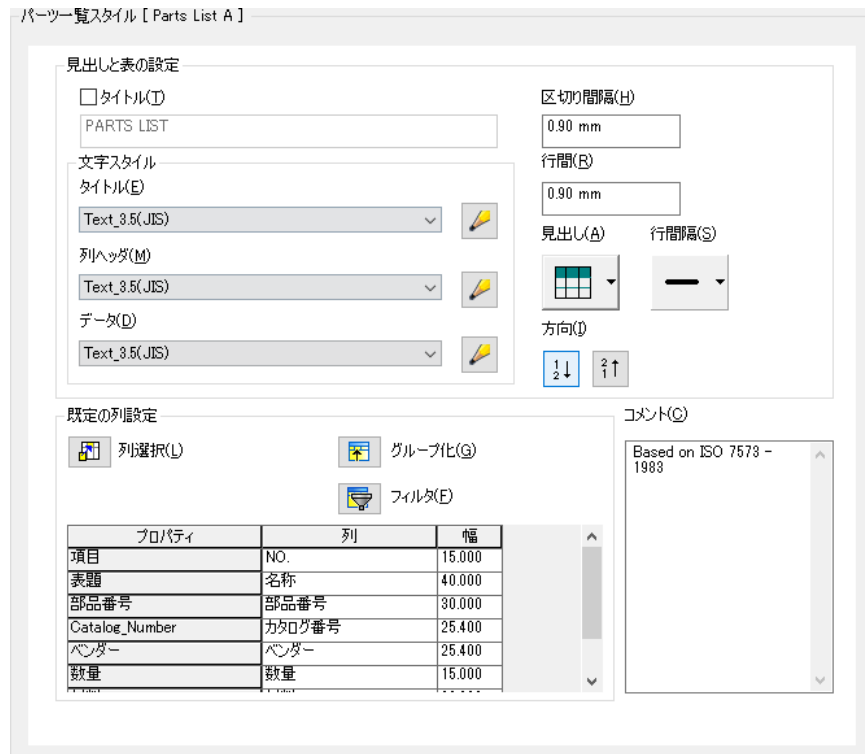 パーツ一覧スタイル [ Parts List A ]
見出しと表の設定
タイトル(T)
PARTS LIST
文字スタイル
タイトル(E)
Text_3.5(JIS)
列ヘッダ(M)
Text_3.5(JIS)
データ(D)
Text_3.5(JIS)
区切り間隔(H)
0.90 mm
行間(R)
0.90 mm
見出し(A) 行間隔(S)
方向(I)
1 2 ↓ 2 1 ↑
既定の列設定
列選択(L) グループ化(G)
フィルタ(F)
プロパティ 列 幅
項目 NO. 15.000
表題 名称 40.000
部品番号 部品番号 30.000
Catalog_Number カタログ番号 25.400
ベンダー ベンダー 25.400
数量 数量 15.000
コメント(C)
Based on ISO 7573 -
1983